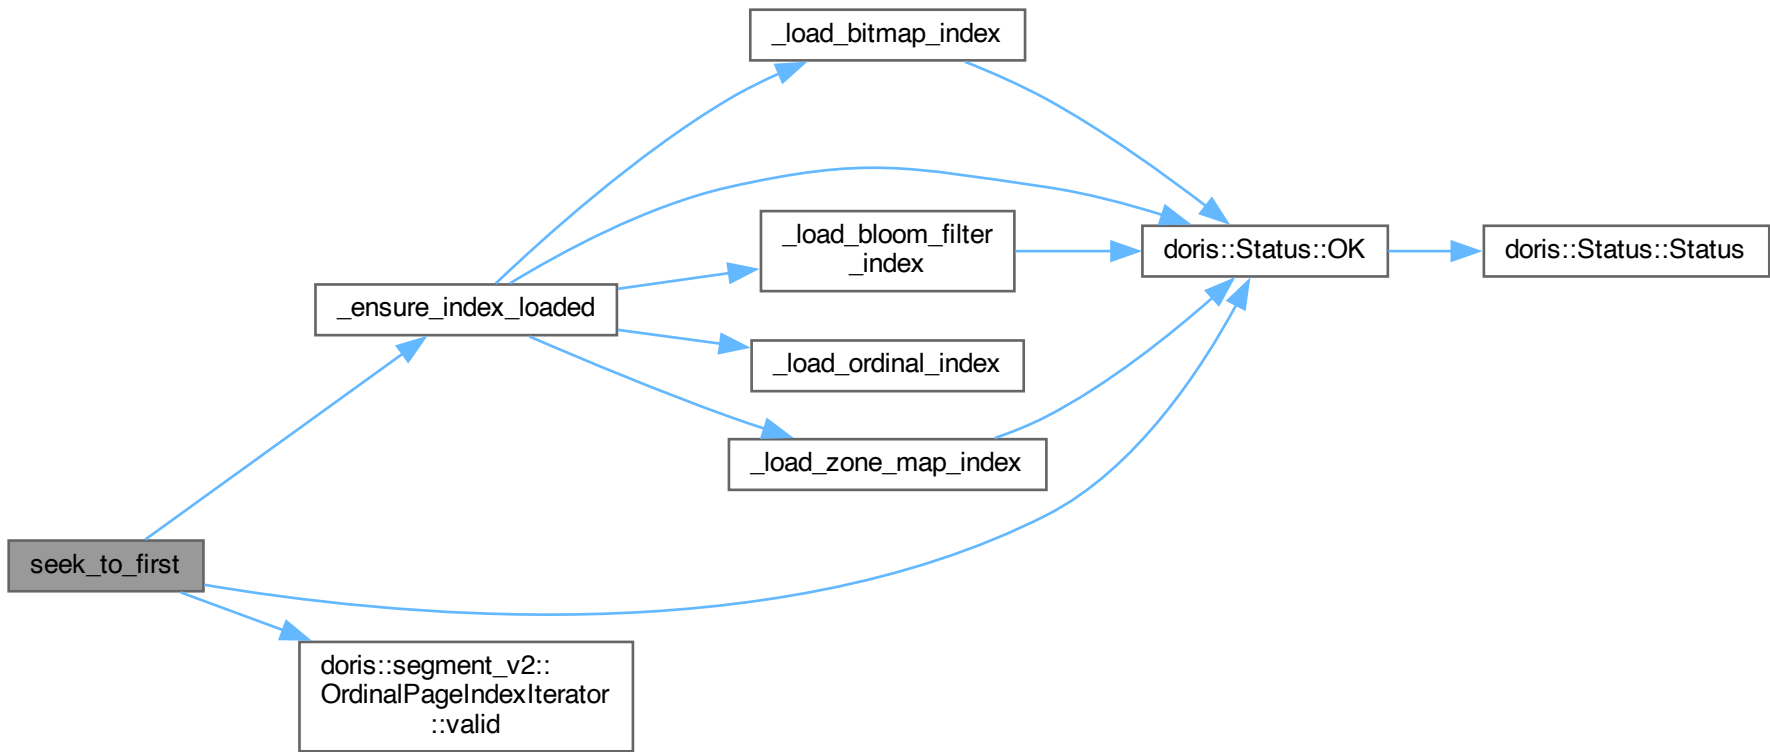 _load_bitmap_index
_load_bloom_filter
_index
doris::Status::OK
doris::Status::Status
_ensure_index_loaded
_load_ordinal_index
_load_zone_map_index
seek_to_first
doris::segment_v2::
OrdinalPageIndexIterator
::valid